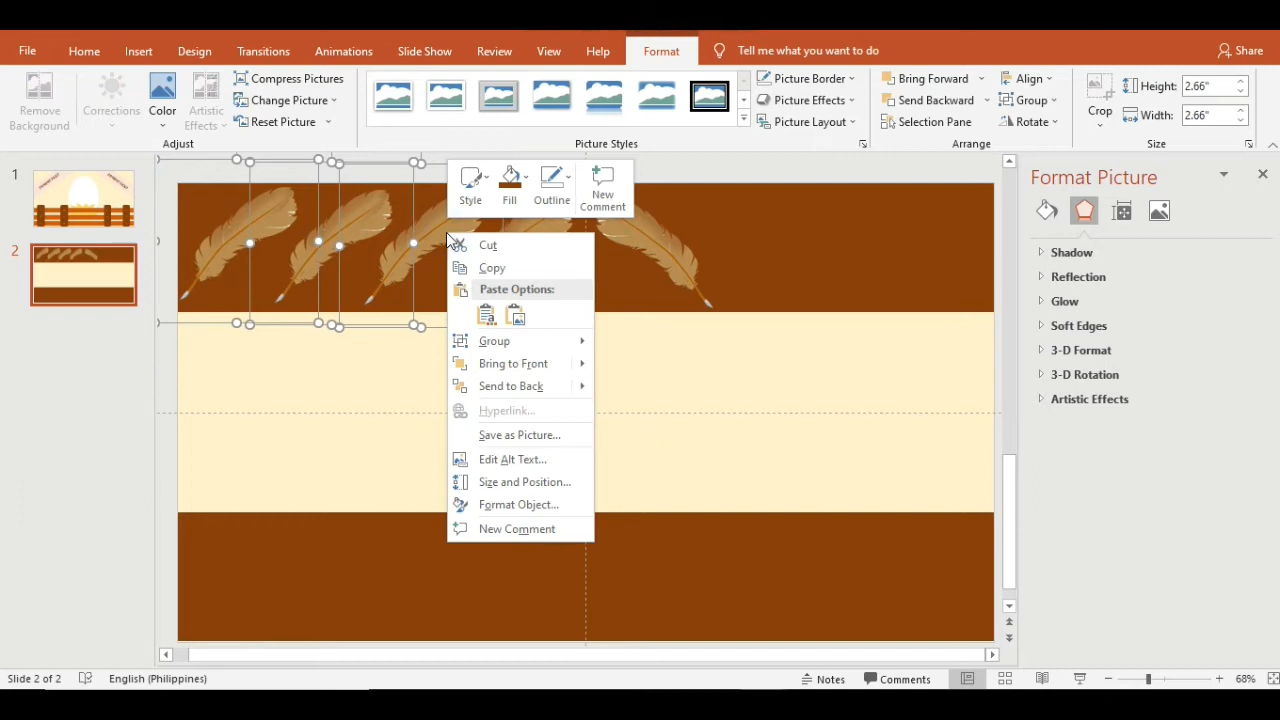 File Home Insert Design Transitions Animations Slide Show Review View Help Format Tell me what you want to do Share
Remove Background
Corrections
Color
Artistic Effects
Compress Pictures
Change Picture
Reset Picture
Adjust
Picture Styles
Picture Border
Picture Effects
Picture Layout
Bring Forward
Send Backward
Selection Pane
Align
Group
Rotate
Arrange
Crop
Height: 2.66"
Width: 2.66"
Size
1
2
Style
Fill
Outline
New Comment
Cut
Copy
Paste Options:
Group
Bring to Front
Send to Back
Hyperlink...
Save as Picture...
Edit Alt Text...
Size and Position...
Format Object...
New Comment
Format Picture
Shadow
Reflection
Glow
Soft Edges
3-D Format
3-D Rotation
Artistic Effects
Slide 2 of 2 English (Philippines) Notes Comments 68%